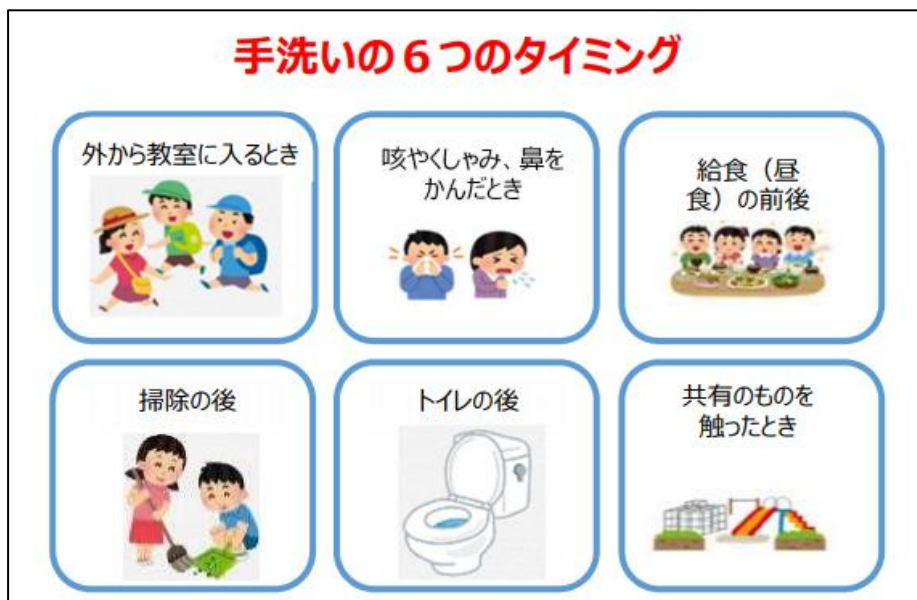 手洗いの６つのタイミング
外から教室に入るとき
咳やくしゃみ、鼻を
かんだとき
給食（昼
食）の前後
掃除の後
トイレの後
共有のものを
触ったとき